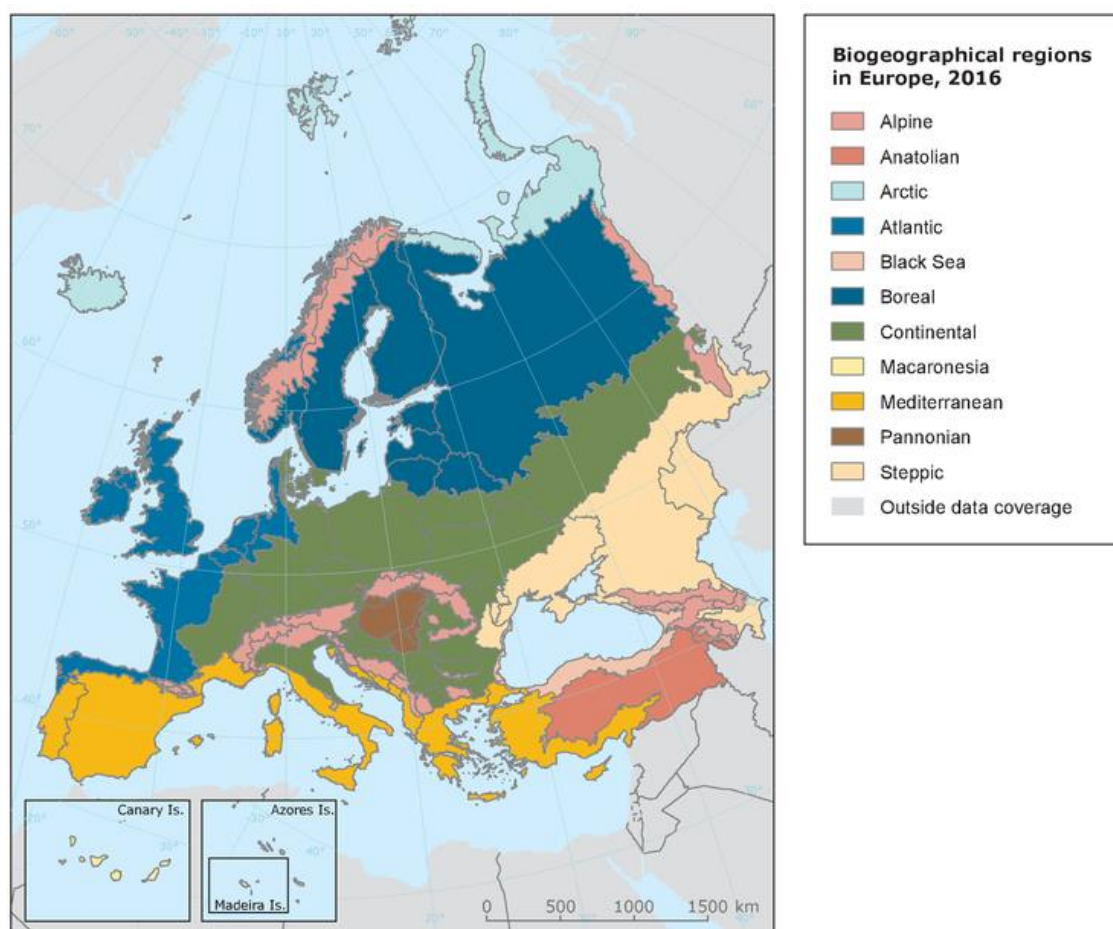 Biogeographical regions
in Europe, 2016
Alpine
Anatolian
Arctic
Atlantic
Black Sea
Boreal
Continental
Macaronesia
Mediterranean
Pannonian
Steppic
Outside data coverage
Canary Is.
Azores Is.
Madeira Is.
0 500 1000 1500 km